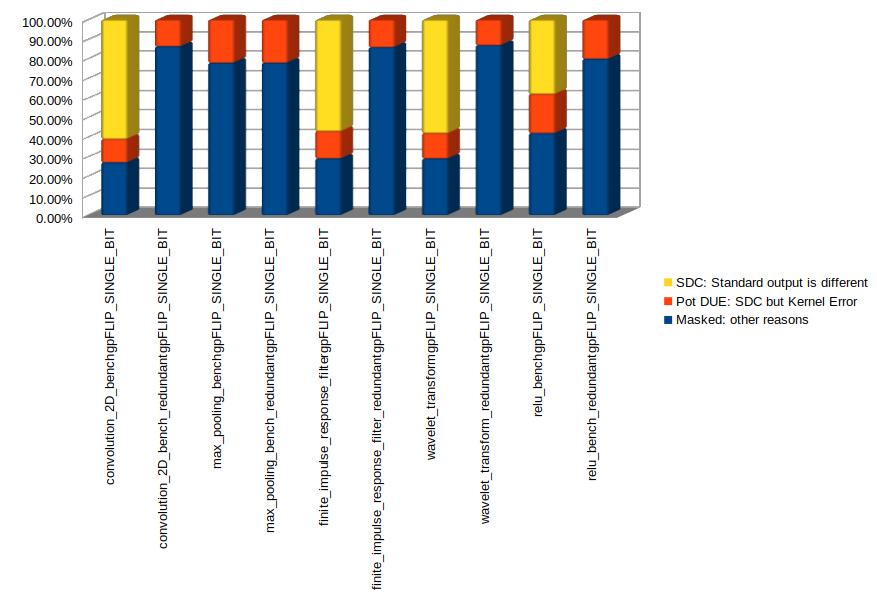 100.00%
90.00%
80.00%
70.00%
60.00%
50.00%
40.00%
30.00%
20.00%
10.00%
0.00%
convolution_2D_benchgpFLIP_SINGLE_BIT
convolution_2D_bench_redundantgpFLIP_SINGLE_BIT
max_pooling_benchgpFLIP_SINGLE_BIT
max_pooling_bench_redundantgpFLIP_SINGLE_BIT
finite_impulse_response_filtergpFLIP_SINGLE_BIT
finite_impulse_response_filter_redundantgpFLIP_SINGLE_BIT
wavelet_transformgpFLIP_SINGLE_BIT
wavelet_transform_redundantgpFLIP_SINGLE_BIT
relu_benchgpFLIP_SINGLE_BIT
relu_bench_redundantgpFLIP_SINGLE_BIT
SDC: Standard output is different
Pot DUE: SDC but Kernel Error
Masked: other reasons